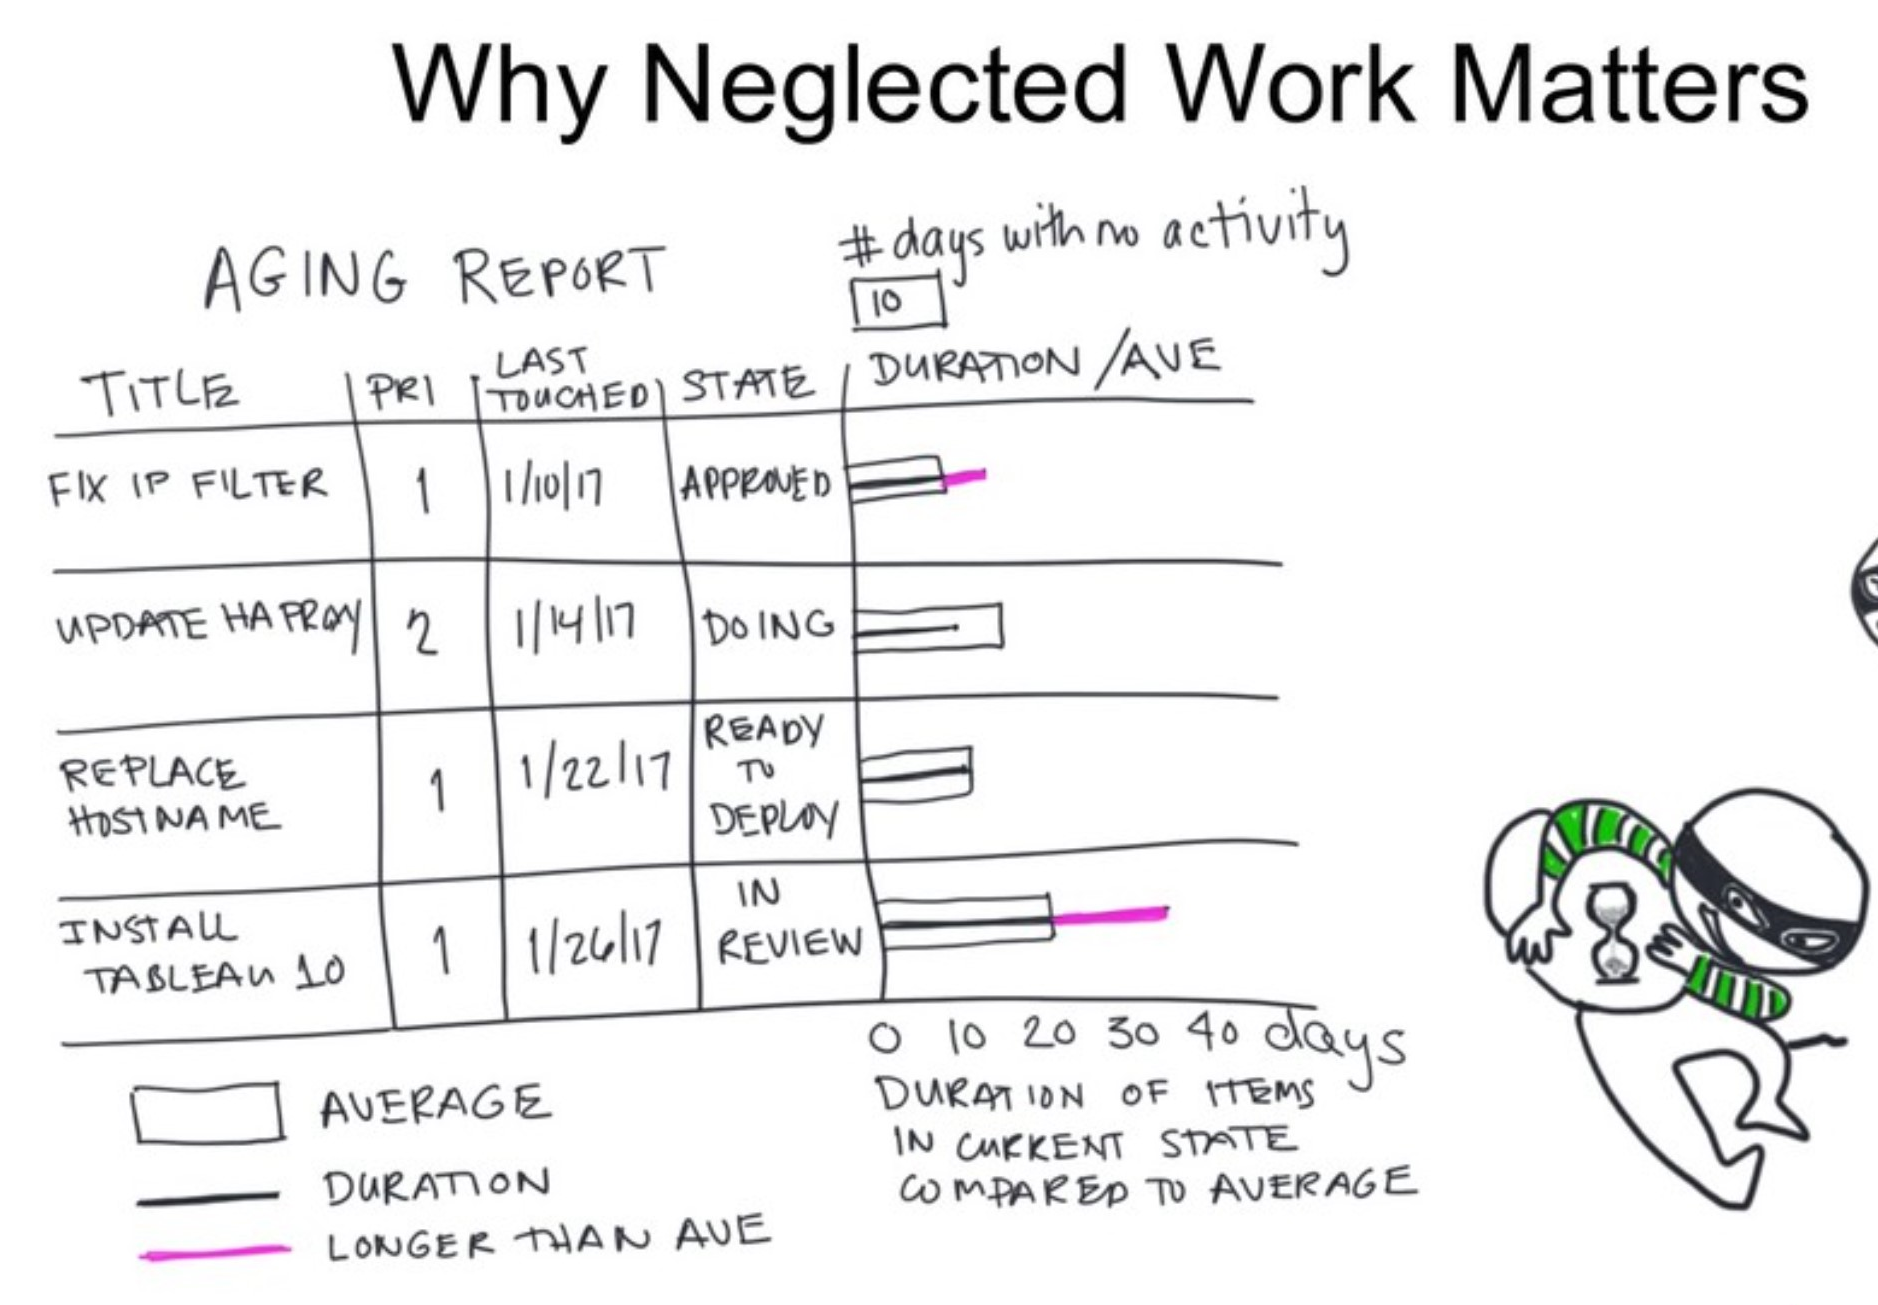 Why Neglected Work Matters
# days with no activity
AGING REPORT
10
TITLE PRI LAST TOUCHED STATE DURATION /AVE
FIX IP FILTER 1 1/10/17 APPROVED
UPDATE HAPROXY 2 1/14/17 DOING
REPLACE HOSTNAME 1 1/22/17 READY TO DEPLOY
INSTALL TABLEAU 10 1 1/26/17 IN REVIEW
0 10 20 30 40 days
DURATION OF ITEMS
IN CURRENT STATE
COMPARED TO AVERAGE
AVERAGE
DURATION
LONGER THAN AVE